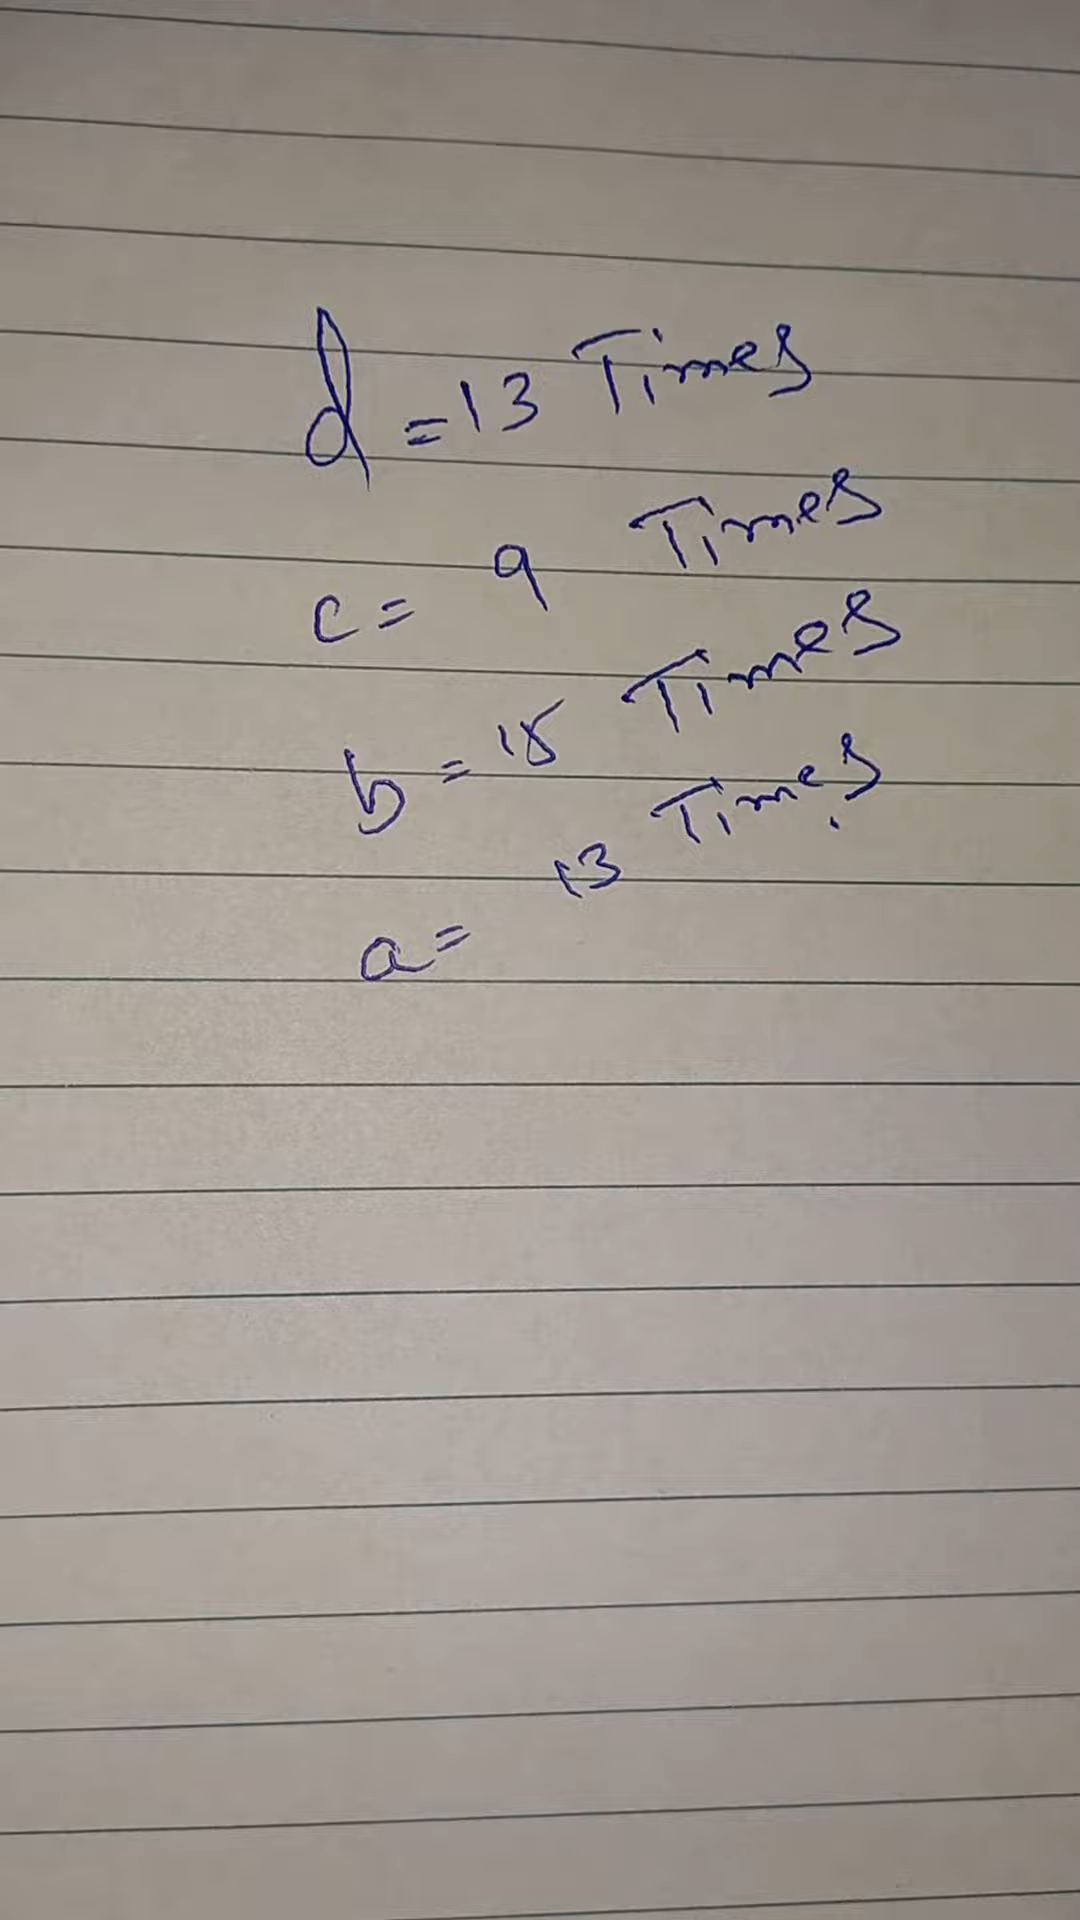 d = 13 Times
c = 9 Times
b = 15 Times
a = 13 Times